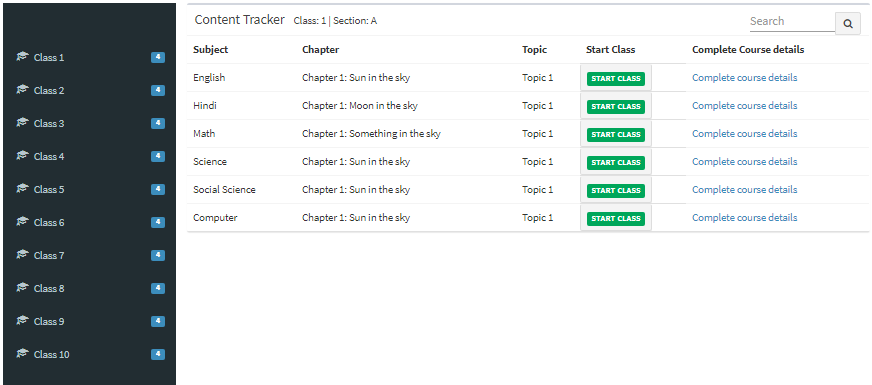 Class 1 4
Class 2 4
Class 3 4
Class 4 4
Class 5 4
Class 6 4
Class 7 4
Class 8 4
Class 9 4
Class 10 4
Content Tracker Class: 1 | Section: A Search
Subject Chapter Topic Start Class Complete Course details
English Chapter 1: Sun in the sky Topic 1 START CLASS Complete course details
Hindi Chapter 1: Moon in the sky Topic 1 START CLASS Complete course details
Math Chapter 1: Something in the sky Topic 1 START CLASS Complete course details
Science Chapter 1: Sun in the sky Topic 1 START CLASS Complete course details
Social Science Chapter 1: Sun in the sky Topic 1 START CLASS Complete course details
Computer Chapter 1: Sun in the sky Topic 1 START CLASS Complete course details